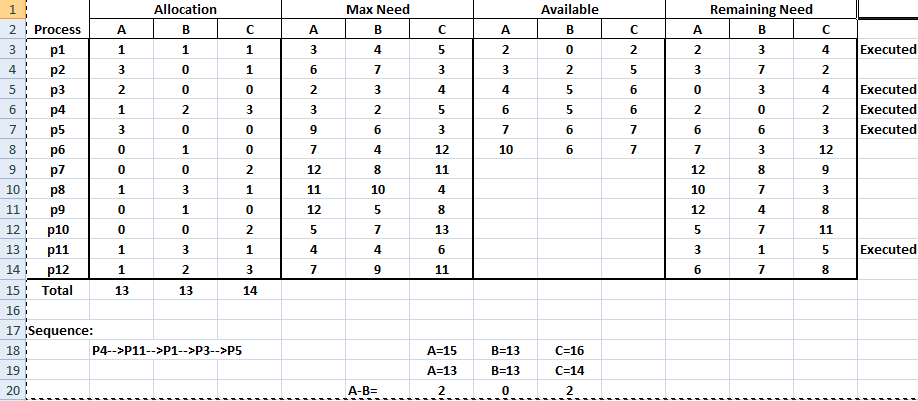 1 Allocation Max Need Available Remaining Need
2 Process A B C A B C A B C A B C
3 p1 1 1 1 3 4 5 2 0 2 2 3 4 Executed
4 p2 3 0 1 6 7 3 3 2 5 3 7 2
5 p3 2 0 0 2 3 4 4 5 6 0 3 4 Executed
6 p4 1 2 3 3 2 5 6 5 6 2 0 2 Executed
7 p5 3 0 0 9 6 3 7 6 7 6 6 3 Executed
8 p6 0 1 0 7 4 12 10 6 7 7 3 12
9 p7 0 0 2 12 8 11 12 8 9
10 p8 1 3 1 11 10 4 10 7 3
11 p9 0 1 0 12 5 8 12 4 8
12 p10 0 0 2 5 7 13 5 7 11
13 p11 1 3 1 4 4 6 3 1 5 Executed
14 p12 1 2 3 7 9 11 6 7 8
15 Total 13 13 14
16
17 Sequence:
18 P4-->P11-->P1-->P3-->P5 A=15 B=13 C=16
19 A=13 B=13 C=14
20 A-B= 2 0 2